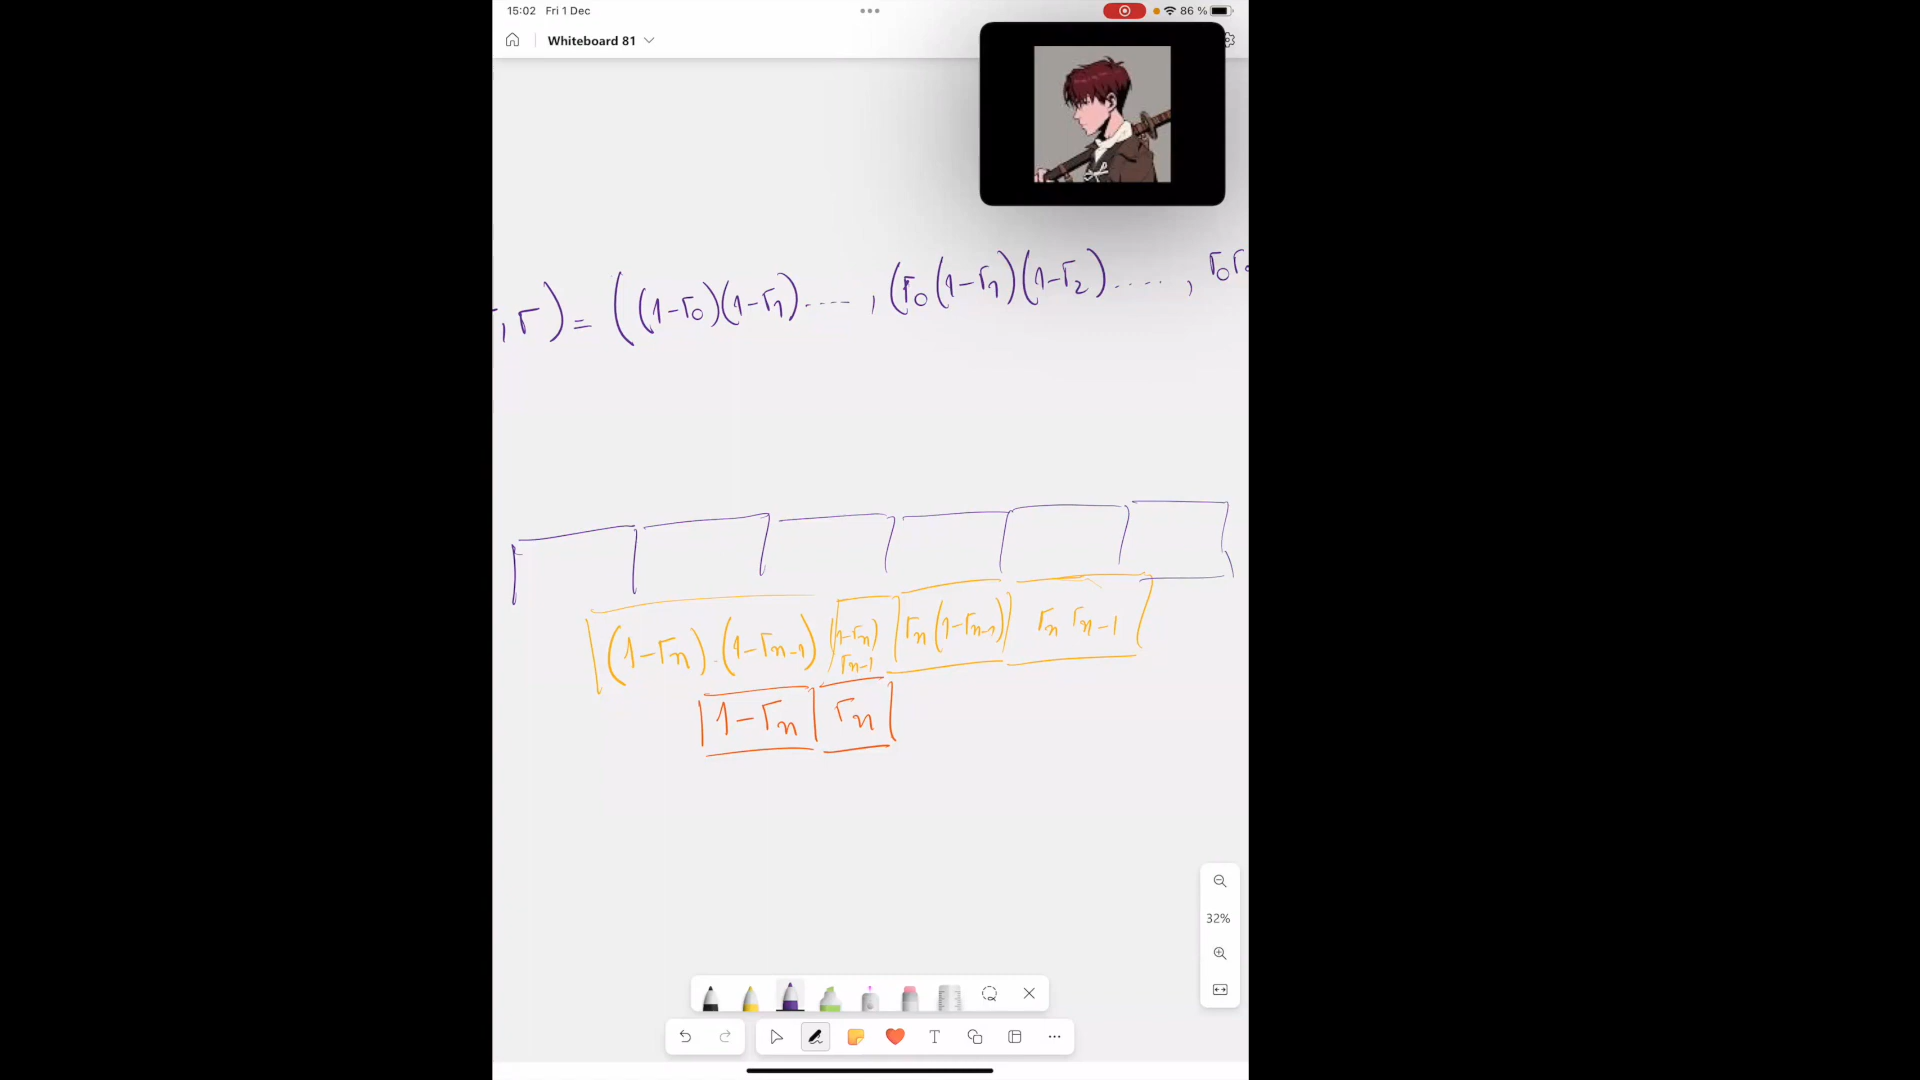 15:02 Fri 1 Dec
86 %
Whiteboard 81
, r) = ((1-r₀)(1-r₁)....., (r₀(1-r₁)(1-r₂)....., r₀r
(1-rₙ).(1-rₙ₋₁) (1-rₙ) rₙ(1-rₙ₋₁) rₙ rₙ₋₁
rₙ₋₁
1-rₙ rₙ
32%
T